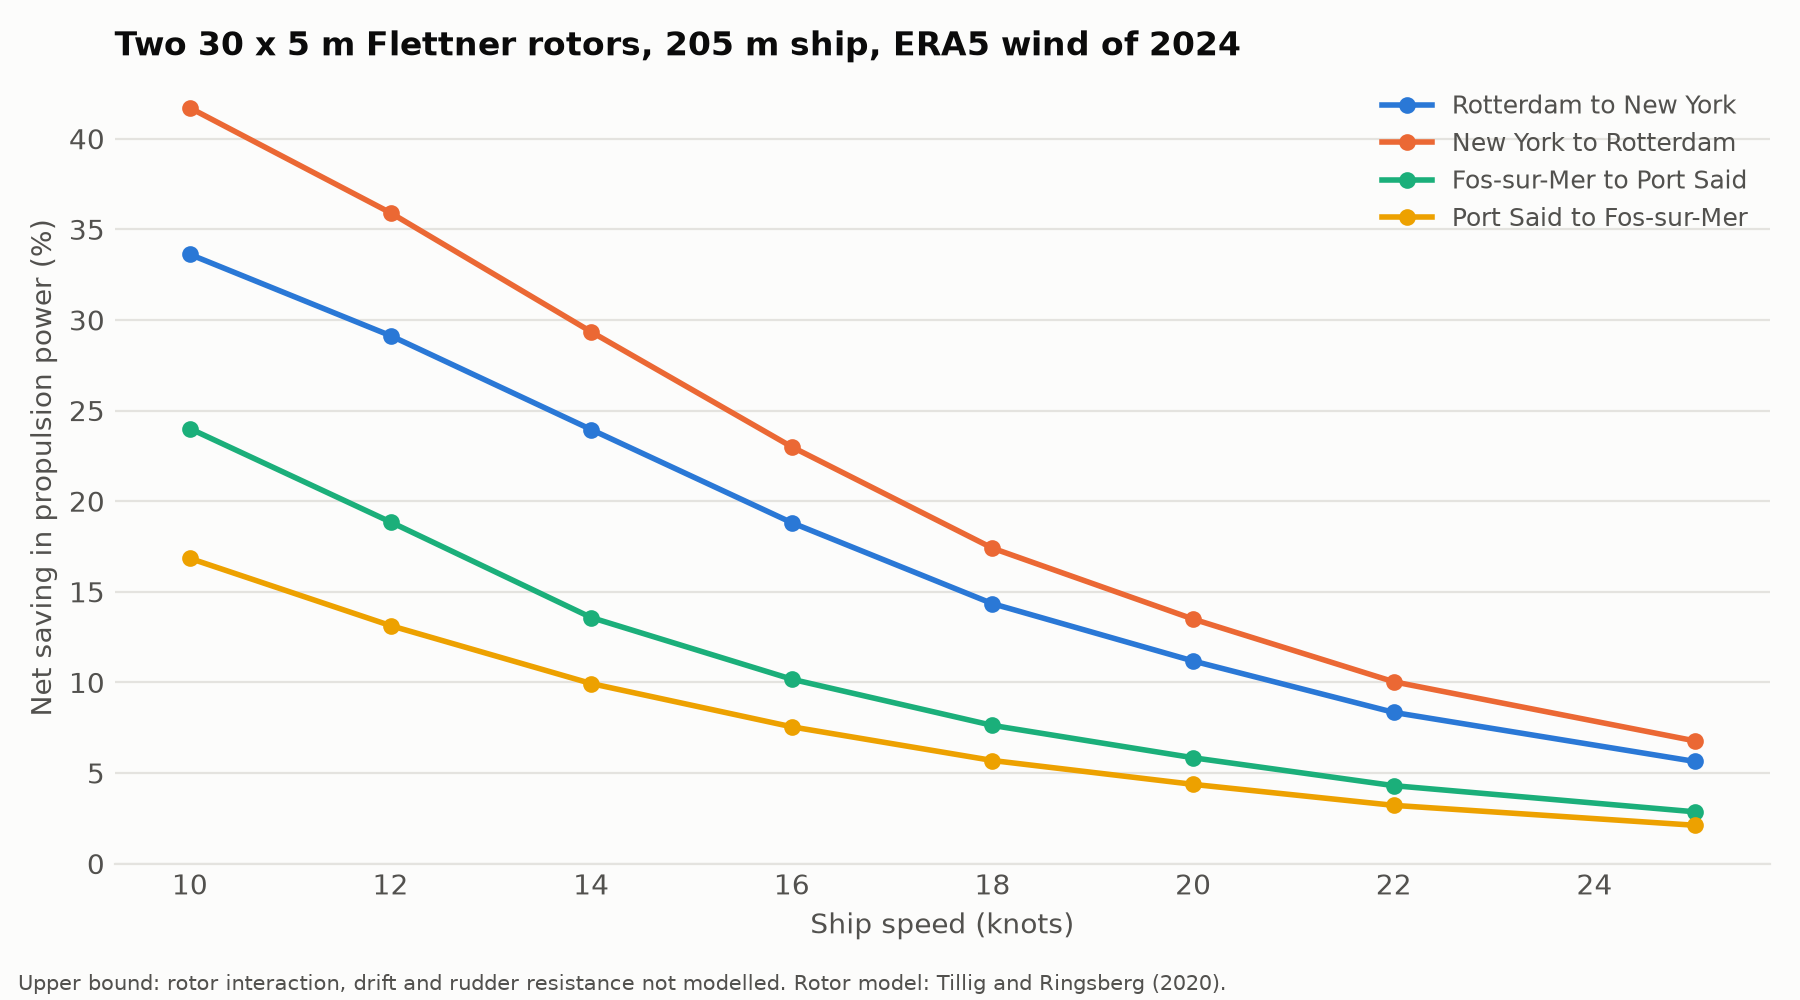 Two 30 x 5 m Flettner rotors, 205 m ship, ERA5 wind of 2024
Rotterdam to New York
New York to Rotterdam
Fos-sur-Mer to Port Said
Port Said to Fos-sur-Mer
Net saving in propulsion power (%)
40
35
30
25
20
15
10
5
0
10 12 14 16 18 20 22 24
Ship speed (knots)
Upper bound: rotor interaction, drift and rudder resistance not modelled. Rotor model: Tillig and Ringsberg (2020).